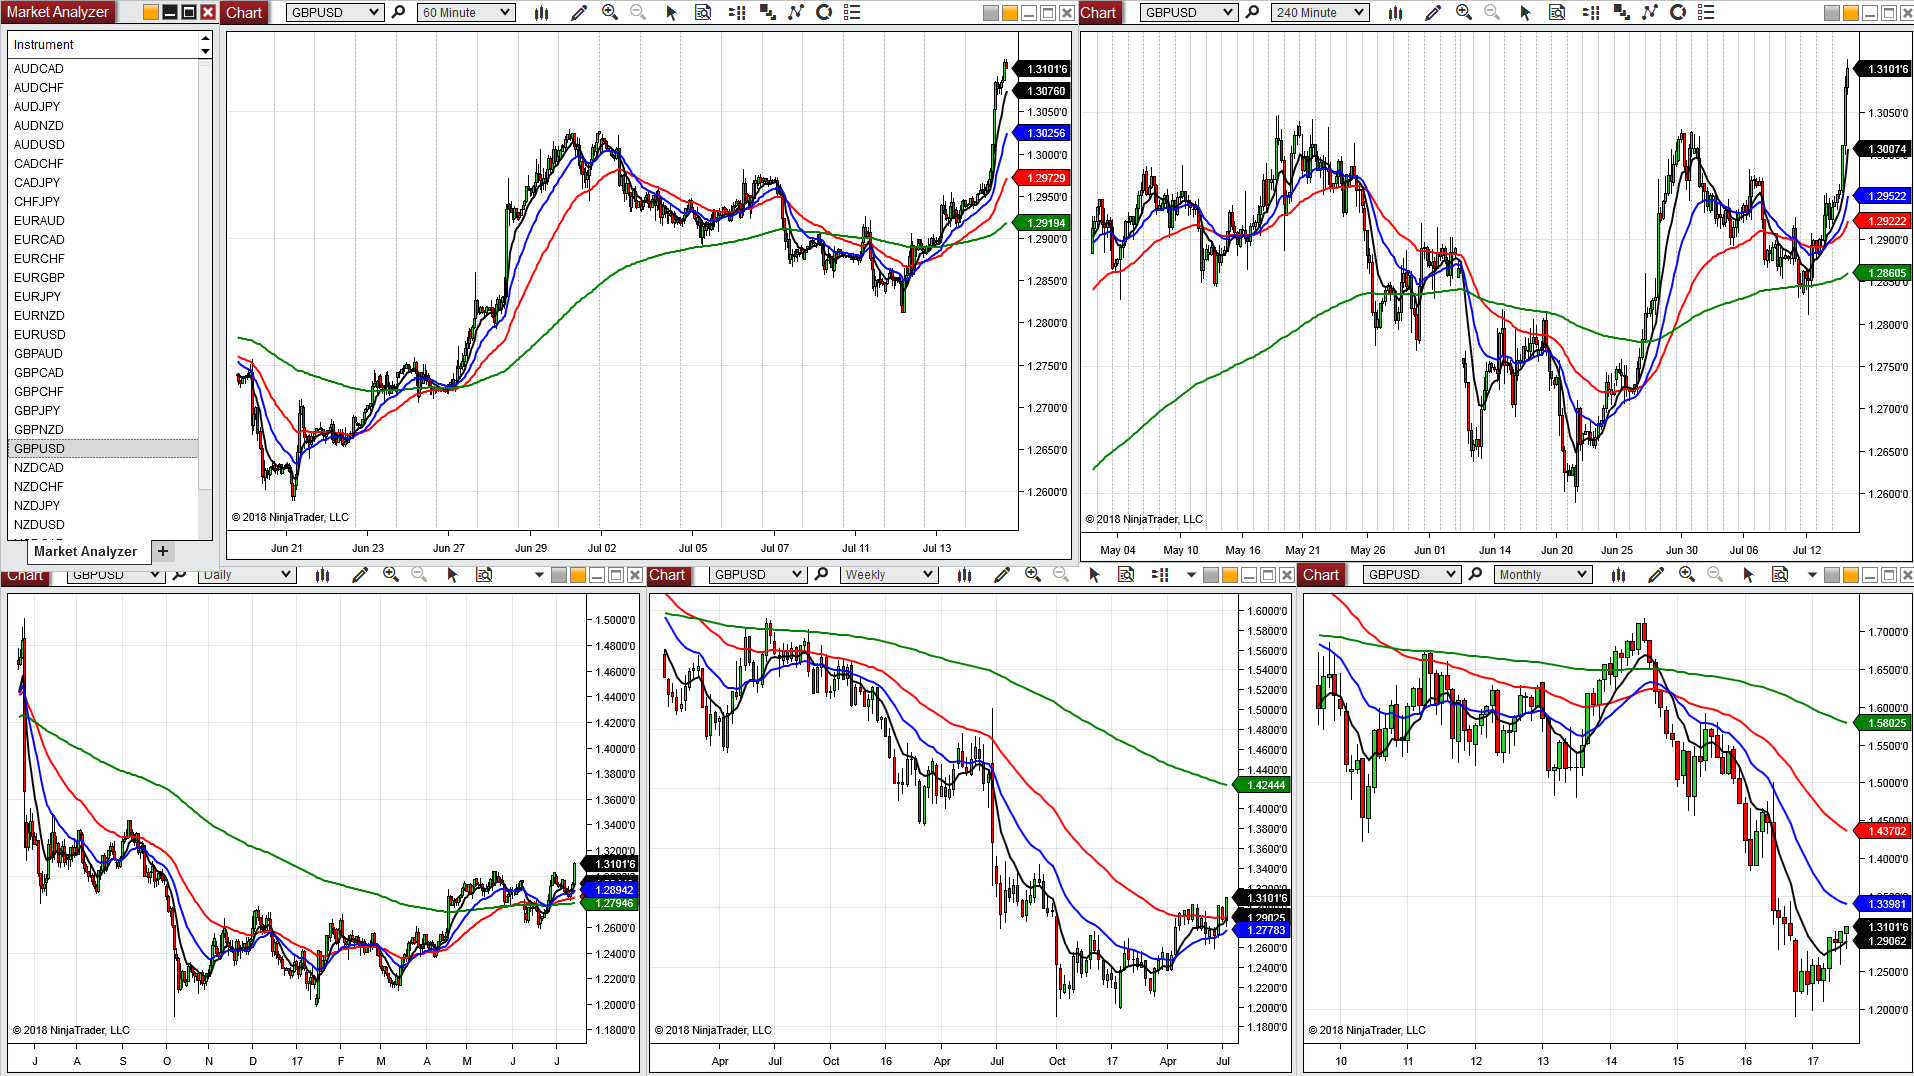 Market Analyzer
Instrument
AUDCAD
AUDCHF
AUDJPY
AUDNZD
AUDUSD
CADCHF
CADJPY
CHFJPY
EURAUD
EURCAD
EURCHF
EURGBP
EURJPY
EURNZD
EURUSD
GBPAUD
GBPCAD
GBPCHF
GBPJPY
GBPNZD
GBPUSD
NZDCAD
NZDCHF
NZDJPY
NZDUSD
Market Analyzer +
Chart GBPUSD 60 Minute
1.3101'6
1.30760
1.3050'0
1.30256
1.3000'0
1.29729
1.2950'0
1.29194
1.2900'0
1.2850'0
1.2800'0
1.2750'0
1.2700'0
1.2650'0
1.2600'0
© 2018 NinjaTrader, LLC
Jun 21 Jun 23 Jun 27 Jun 29 Jul 02 Jul 05 Jul 07 Jul 11 Jul 13
Chart GBPUSD 240 Minute
1.3101'6
1.3050'0
1.30074
1.29522
1.29222
1.2900'0
1.28605
1.2850'0
1.2800'0
1.2750'0
1.2700'0
1.2650'0
1.2600'0
© 2018 NinjaTrader, LLC
May 04 May 10 May 16 May 21 May 26 Jun 01 Jun 14 Jun 20 Jun 25 Jun 30 Jul 06 Jul 12
Chart GBPUSD Daily
1.5000'0
1.4800'0
1.4600'0
1.4400'0
1.4200'0
1.4000'0
1.3800'0
1.3600'0
1.3400'0
1.3200'0
1.3101'6
1.28942
1.27946
1.2600'0
1.2400'0
1.2200'0
1.2000'0
1.1800'0
© 2018 NinjaTrader, LLC
J A S O N D 17 F M A M J J
Chart GBPUSD Weekly
1.6000'0
1.5800'0
1.5600'0
1.5400'0
1.5200'0
1.5000'0
1.4800'0
1.4600'0
1.4400'0
1.42444
1.4000'0
1.3800'0
1.3600'0
1.3400'0
1.3200'0
1.3101'6
1.29025
1.27783
1.2600'0
1.2400'0
1.2200'0
1.2000'0
1.1800'0
© 2018 NinjaTrader, LLC
Apr Jul Oct 16 Apr Jul Oct 17 Apr Jul
Chart GBPUSD Monthly
1.7000'0
1.6500'0
1.6000'0
1.58025
1.5500'0
1.5000'0
1.4500'0
1.43702
1.4000'0
1.33981
1.3101'6
1.29062
1.2500'0
1.2000'0
© 2018 NinjaTrader, LLC
10 11 12 13 14 15 16 17